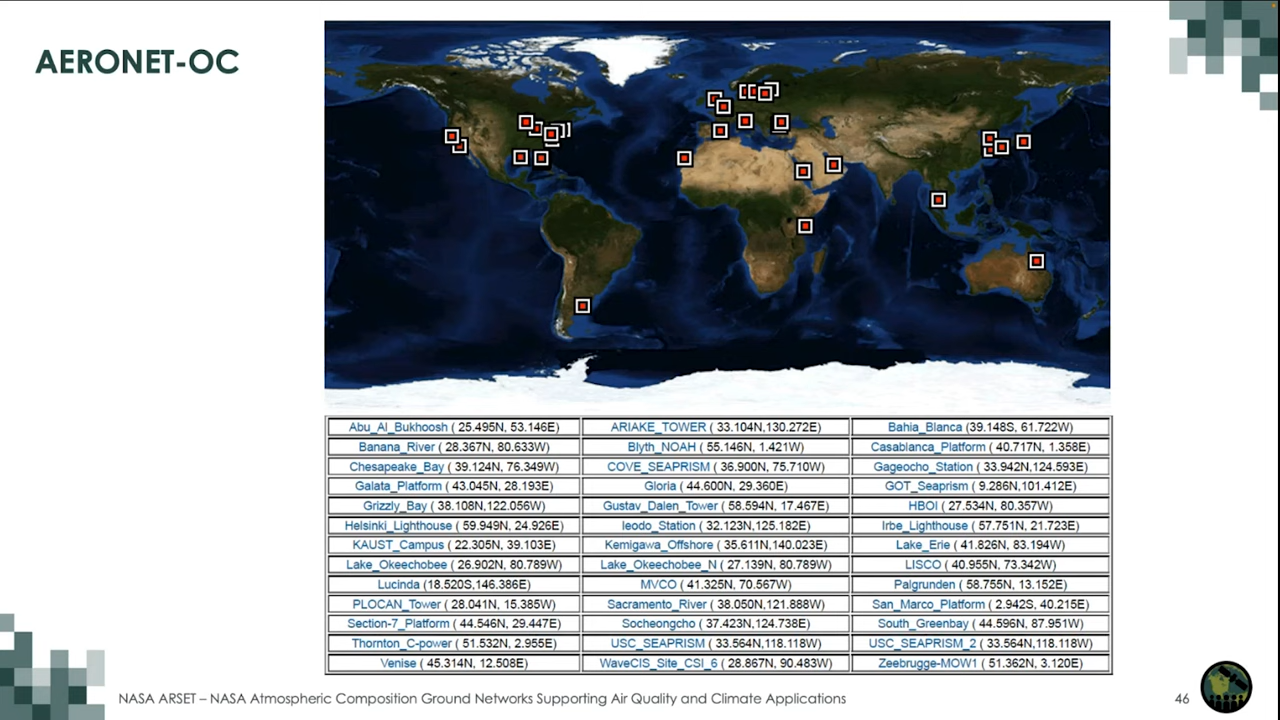 AERONET-OC
Abu_Al_Bukhoosh ( 25.495N, 53.146E) ARIAKE_TOWER ( 33.104N,130.272E) Bahia_Blanca (39.148S, 61.722W)
Banana_River ( 28.367N, 80.633W) Blyth_NOAH ( 55.146N, 1.421W) Casablanca_Platform ( 40.717N, 1.358E)
Chesapeake_Bay ( 39.124N, 76.349W) COVE_SEAPRISM ( 36.900N, 75.710W) Gageocho_Station ( 33.942N,124.593E)
Galata_Platform ( 43.045N, 28.193E) Gloria ( 44.600N, 29.360E) GOT_Seaprism ( 9.286N,101.412E)
Grizzly_Bay ( 38.108N,122.056W) Gustav_Dalen_Tower ( 58.594N, 17.467E) HBOI ( 27.534N, 80.357W)
Helsinki_Lighthouse ( 59.949N, 24.926E) Ieodo_Station ( 32.123N,125.182E) Irbe_Lighthouse ( 57.751N, 21.723E)
KAUST_Campus ( 22.305N, 39.103E) Kemigawa_Offshore ( 35.611N,140.023E) Lake_Erie ( 41.826N, 83.194W)
Lake_Okeechobee ( 26.902N, 80.789W) Lake_Okeechobee_N ( 27.139N, 80.789W) LISCO ( 40.955N, 73.342W)
Lucinda (18.520S,146.386E) MVCO ( 41.325N, 70.567W) Palgrunden ( 58.755N, 13.152E)
PLOCAN_Tower ( 28.041N, 15.385W) Sacramento_River ( 38.050N,121.888W) San_Marco_Platform ( 2.942S, 40.215E)
Section-7_Platform ( 44.546N, 29.447E) Socheongcho ( 37.423N,124.738E) South_Greenbay ( 44.596N, 87.951W)
Thornton_C-power ( 51.532N, 2.955E) USC_SEAPRISM ( 33.564N,118.118W) USC_SEAPRISM_2 ( 33.564N,118.118W)
Venise ( 45.314N, 12.508E) WaveCIS_Site_CSI_6 ( 28.867N, 90.483W) Zeebrugge-MOW1 ( 51.362N, 3.120E)
NASA ARSET – NASA Atmospheric Composition Ground Networks Supporting Air Quality and Climate Applications 46